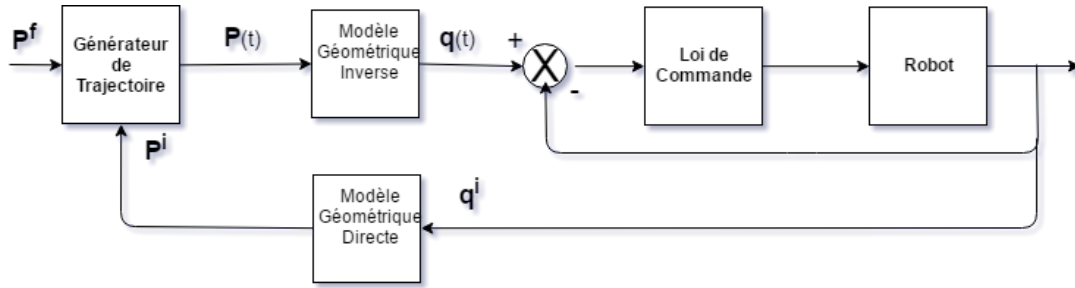 P^f
Générateur
de
Trajectoire
P(t)
Modèle
Géométrique
Inverse
q(t)
+
X
-
Loi de
Commande
Robot
P^i
Modèle
Géométrique
Directe
q^i